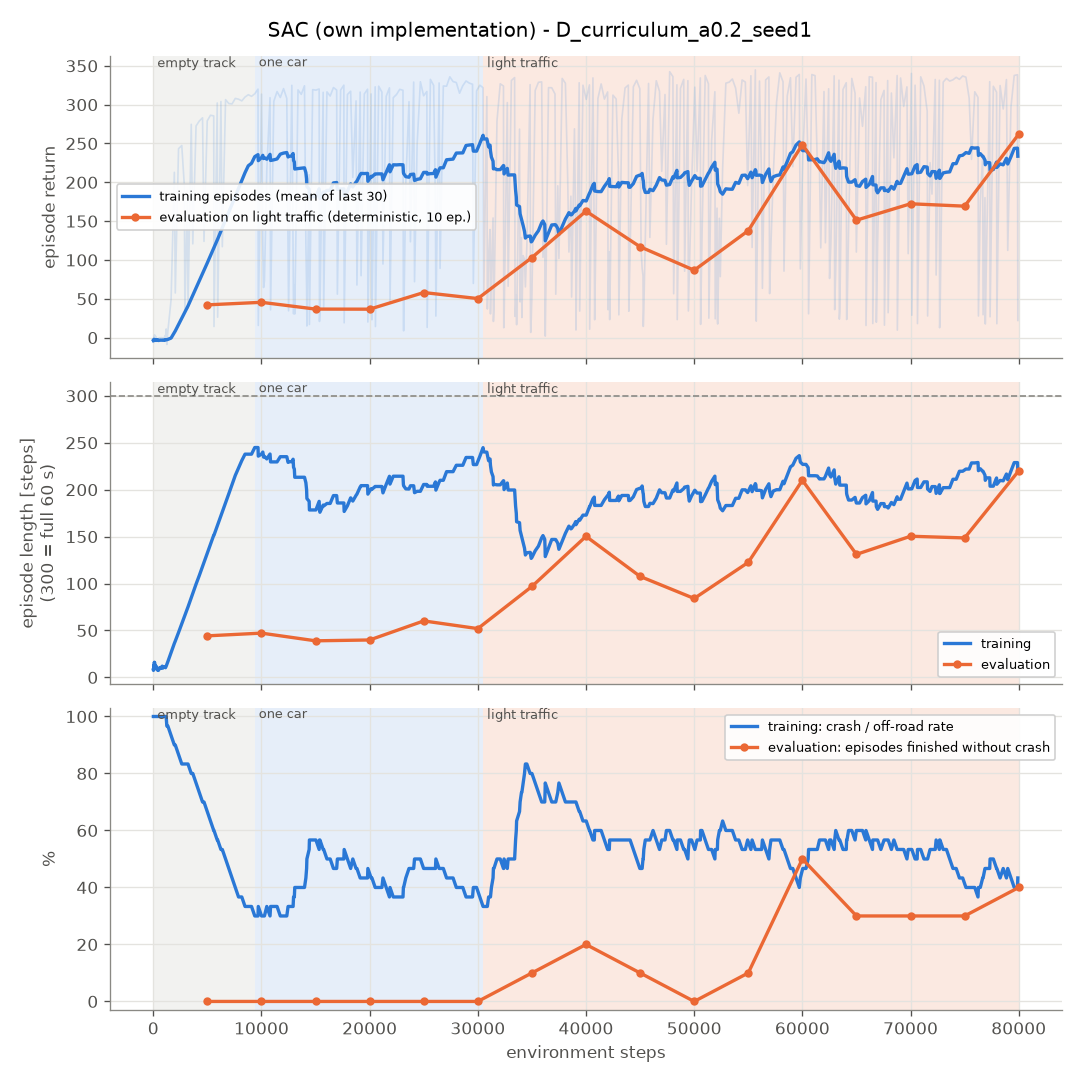 SAC (own implementation) - D_curriculum_a0.2_seed1
empty track
one car
light traffic
350
300
250
200
150
100
50
0
episode return
training episodes (mean of last 30)
evaluation on light traffic (deterministic, 10 ep.)
empty track
one car
light traffic
300
250
200
150
100
50
0
episode length [steps]
(300 = full 60 s)
training
evaluation
empty track
one car
light traffic
100
80
60
40
20
0
%
training: crash / off-road rate
evaluation: episodes finished without crash
0
10000
20000
30000
40000
50000
60000
70000
80000
environment steps